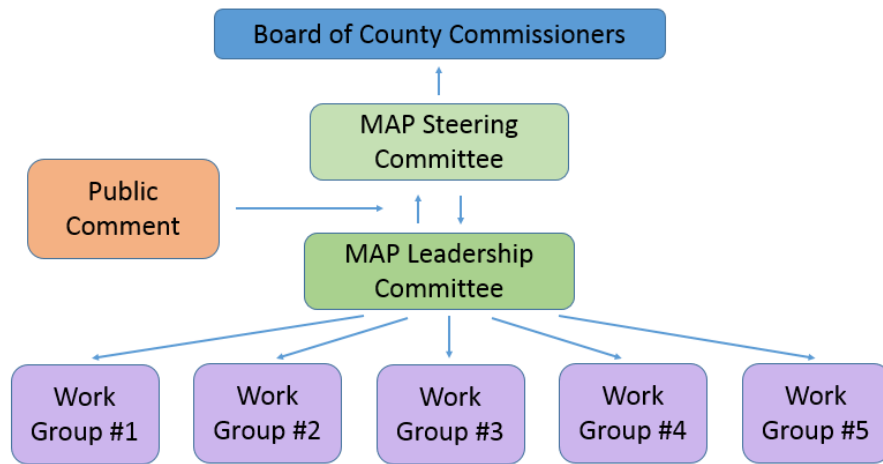 Board of County Commissioners
MAP Steering
Committee
Public
Comment
MAP Leadership
Committee
Work
Group #1
Work
Group #2
Work
Group #3
Work
Group #4
Work
Group #5